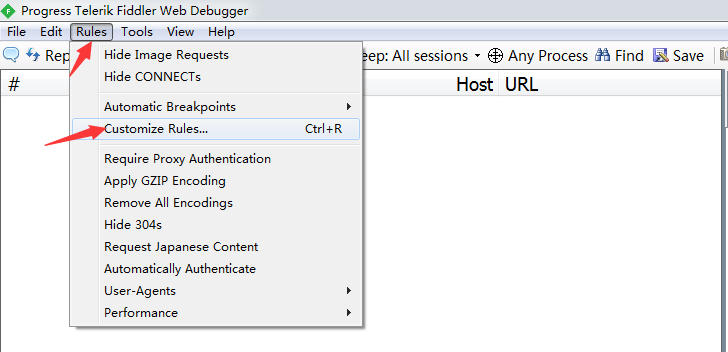 Progress Telerik Fiddler Web Debugger
File Edit Rules Tools View Help
Rep eep: All sessions Any Process Find Save
# Host URL
Hide Image Requests
Hide CONNECTs
Automatic Breakpoints
Customize Rules... Ctrl+R
Require Proxy Authentication
Apply GZIP Encoding
Remove All Encodings
Hide 304s
Request Japanese Content
Automatically Authenticate
User-Agents
Performance